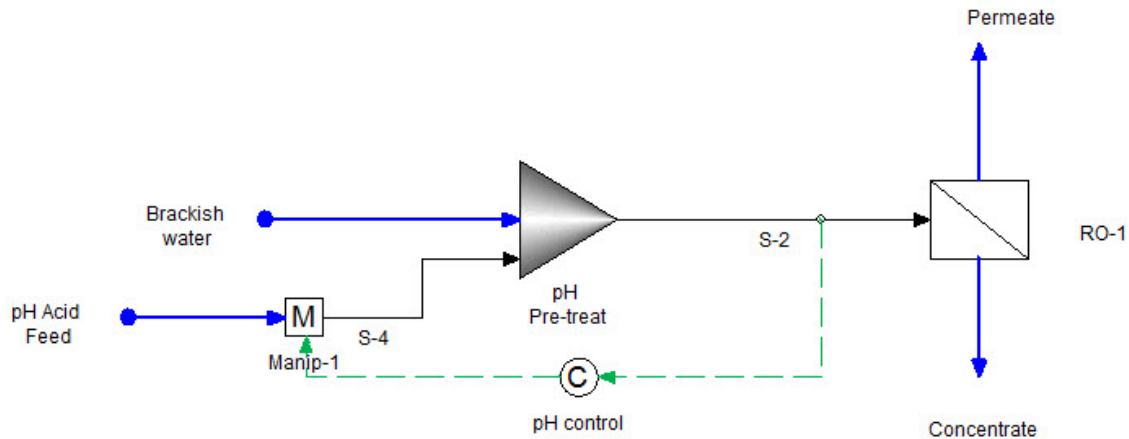 Permeate
Brackish
water
S-2
RO-1
pH Acid
Feed
M
S-4
Manip-1
pH
Pre-treat
C
pH control
Concentrate